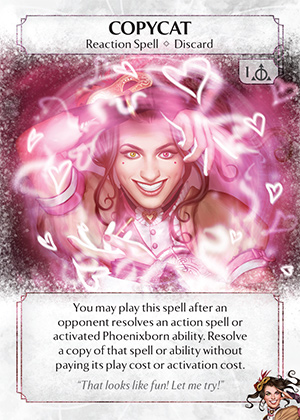 COPYCAT
Reaction Spell ⬦ Discard
1
You may play this spell after an
opponent resolves an action spell or
activated Phoenixborn ability. Resolve
a copy of that spell or ability without
paying its play cost or activation cost.
“That looks like fun! Let me try!”